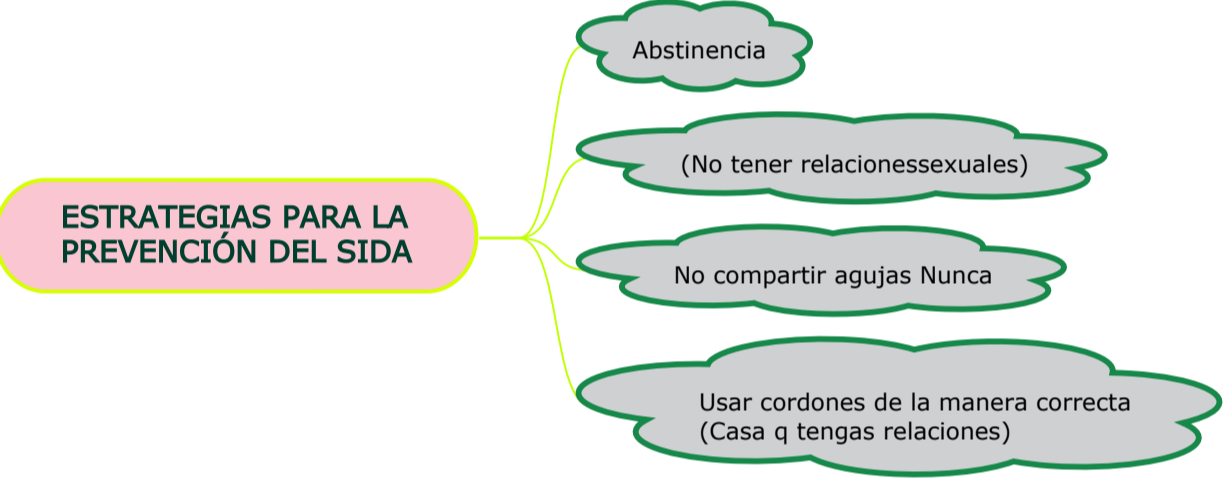 ESTRATEGIAS PARA LA
PREVENCIÓN DEL SIDA
Abstinencia
(No tener relacionessexuales)
No compartir agujas Nunca
Usar cordones de la manera correcta
(Casa q tengas relaciones)